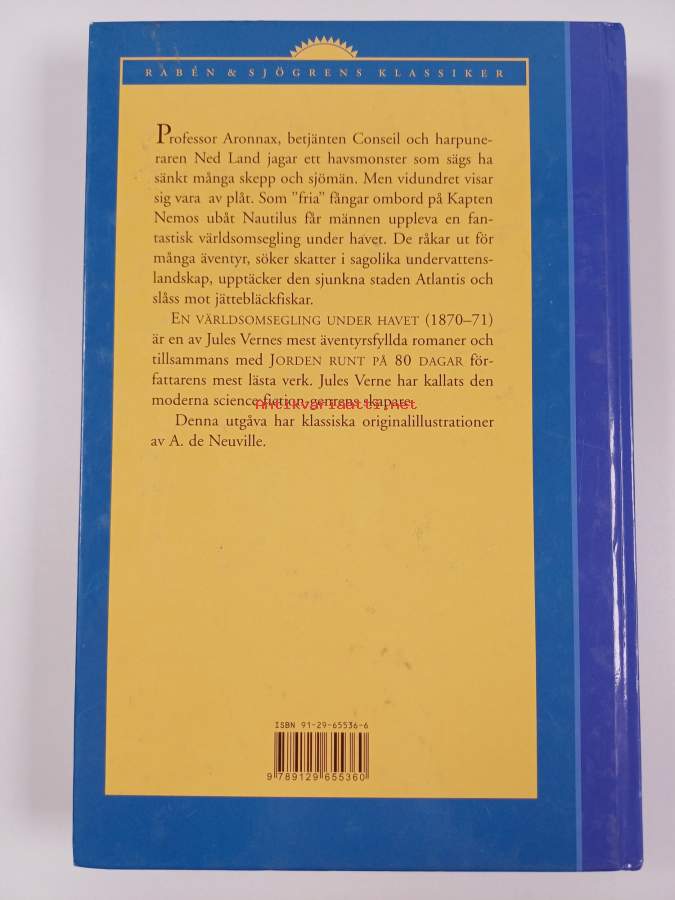 RABÉN & SJÖGRENS KLASSIKER
Professor Aronnax, betjänten Conseil och harpune-
raren Ned Land jagar ett havsmonster som sägs ha
sänkt många skepp och sjömän. Men vidundret visar
sig vara av plåt. Som ”fria” fångar ombord på Kapten
Nemos ubåt Nautilus får männen uppleva en fan-
tastisk världsomsegling under havet. De råkar ut för
många äventyr, söker skatter i sagolika undervattens-
landskap, upptäcker den sjunkna staden Atlantis och
slåss mot jättebläckfiskar.
EN VÄRLDSOMSEGLING UNDER HAVET (1870–71)
är en av Jules Vernes mest äventyrsfyllda romaner och
tillsammans med JORDEN RUNT PÅ 80 DAGAR för-
fattarens mest lästa verk. Jules Verne har kallats den
moderna science fiction-genrens skapare.
Antikvariaatti.net
Denna utgåva har klassiska originalillustrationer
av A. de Neuville.
ISBN 91-29-65536-6
9 789129 655360